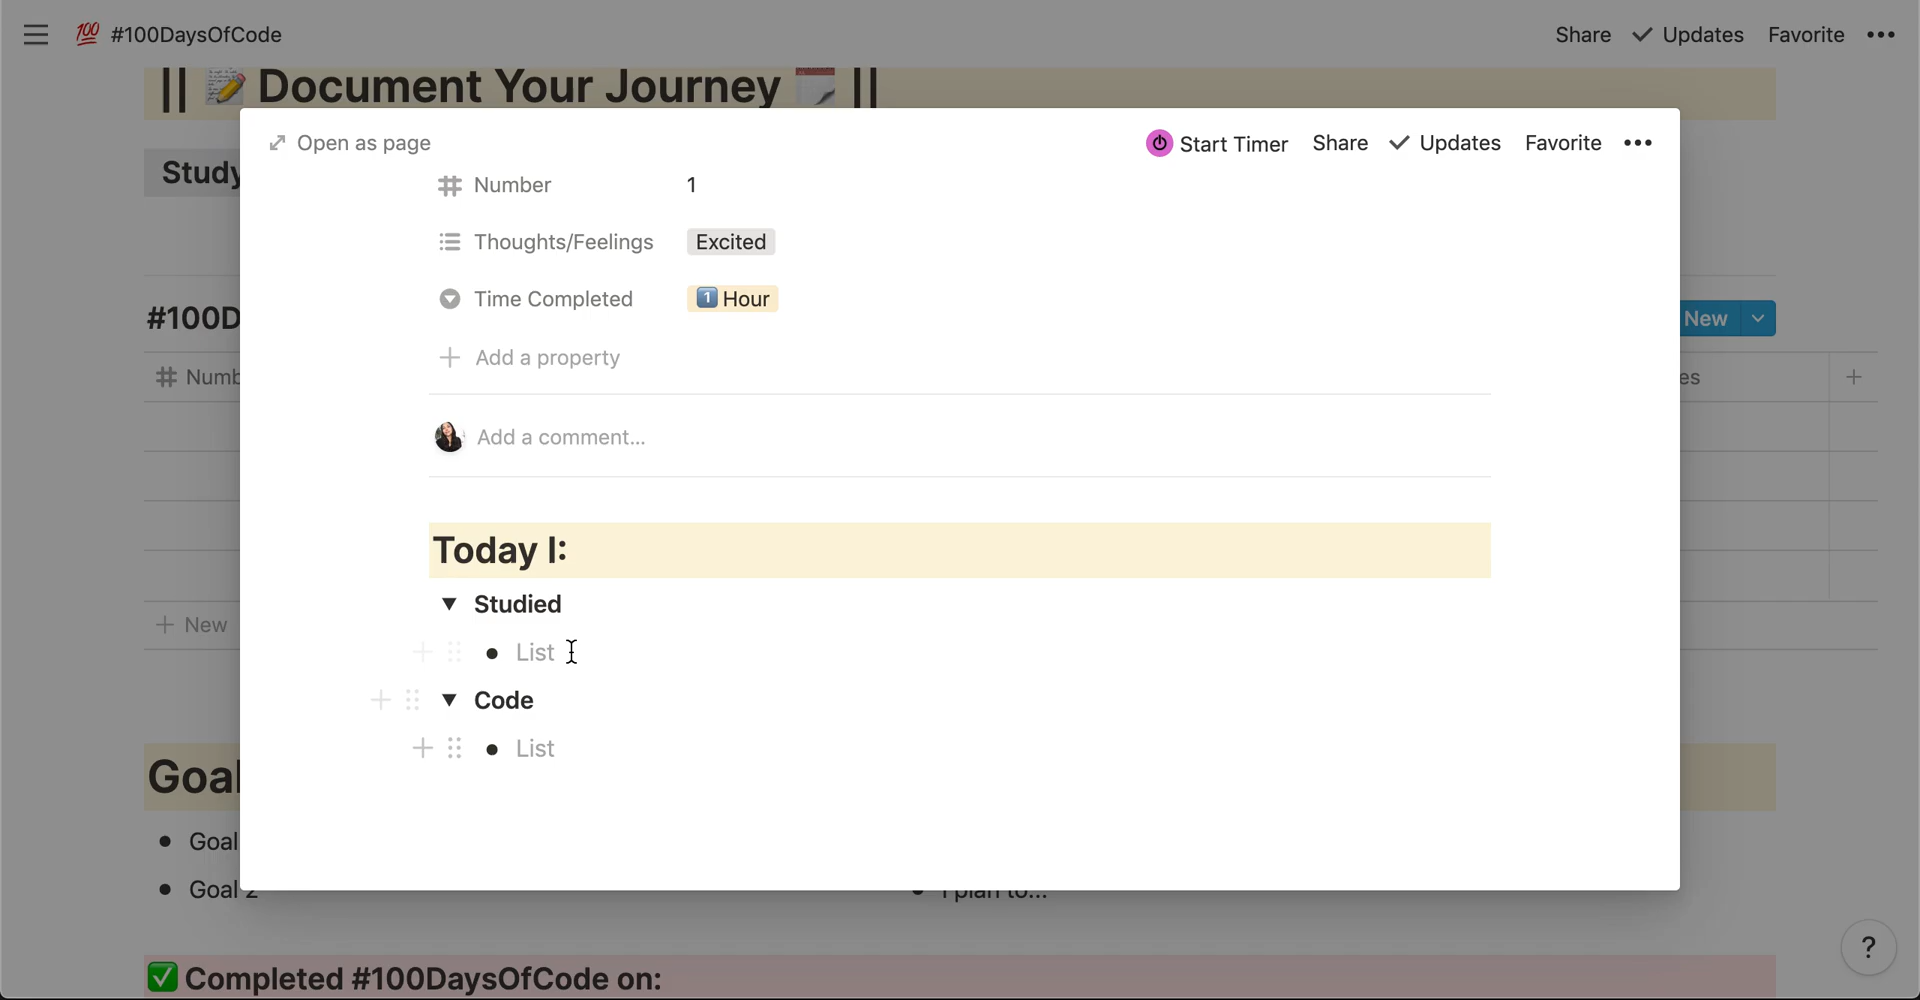 💯 #100DaysOfCode Share ✓ Updates Favorite •••
|| 📝 Document Your Journey 🗓 ||
Open as page Start Timer Share ✓ Updates Favorite •••
Study
Number 1
Thoughts/Feelings Excited
Time Completed 1️⃣ Hour
#100D New
Add a property
Numb es +
Add a comment...
Today I:
▼ Studied
+ New
• List
▼ Code
• List
Goal
• Goal
• Goal 2 • I plan to...
?
✅ Completed #100DaysOfCode on: